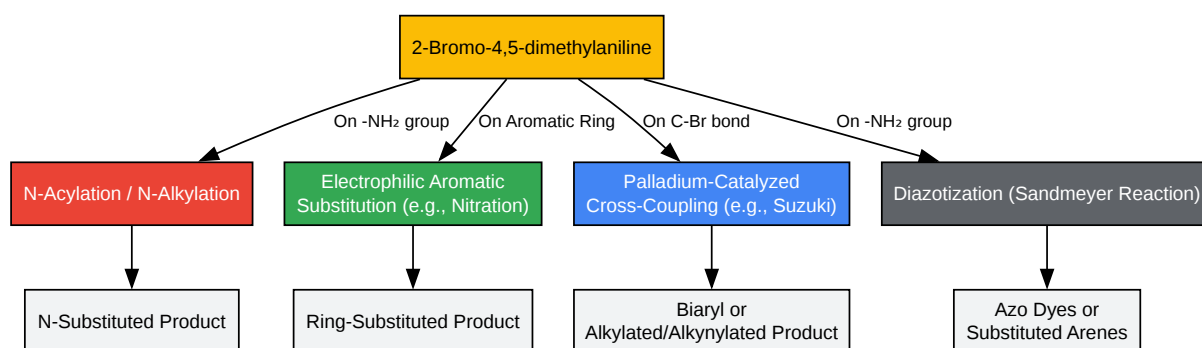 2-Bromo-4,5-dimethylaniline
On -NH₂ group
On Aromatic Ring
On C-Br bond
On -NH₂ group
N-Acylation / N-Alkylation
Electrophilic Aromatic
Substitution (e.g., Nitration)
Palladium-Catalyzed
Cross-Coupling (e.g., Suzuki)
Diazotization (Sandmeyer Reaction)
N-Substituted Product
Ring-Substituted Product
Biaryl or
Alkylated/Alkynylated Product
Azo Dyes or
Substituted Arenes